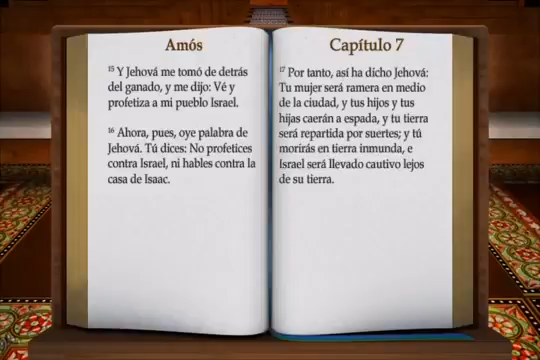 Amós
15 Y Jehová me tomó de detrás
del ganado, y me dijo: Vé y
profetiza a mi pueblo Israel.
16 Ahora, pues, oye palabra de
Jehová. Tú dices: No profetices
contra Israel, ni hables contra la
casa de Isaac.
Capítulo 7
17 Por tanto, así ha dicho Jehová:
Tu mujer será ramera en medio
de la ciudad, y tus hijos y tus
hijas caerán a espada, y tu tierra
será repartida por suertes; y tú
morirás en tierra inmunda, e
Israel será llevado cautivo lejos
de su tierra.